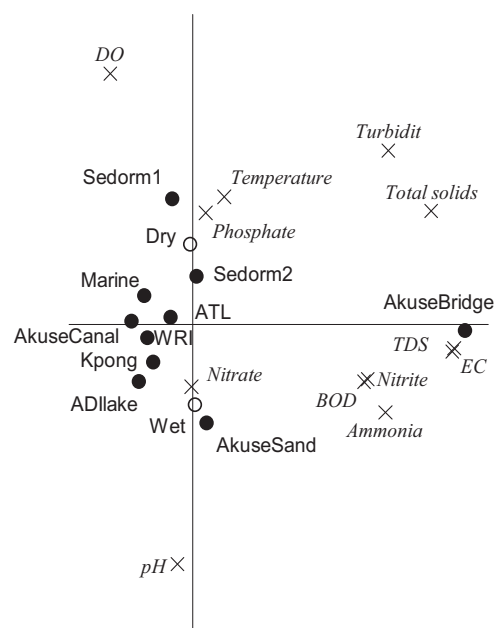 DO
Turbidit
Sedorm1
Temperature
Total solids
Phosphate
Dry
Sedorm2
Marine
ATL
AkuseBridge
AkuseCanal
WRI
TDS
EC
Kpong
Nitrate
Nitrite
ADIlake
BOD
Wet
Ammonia
AkuseSand
pH